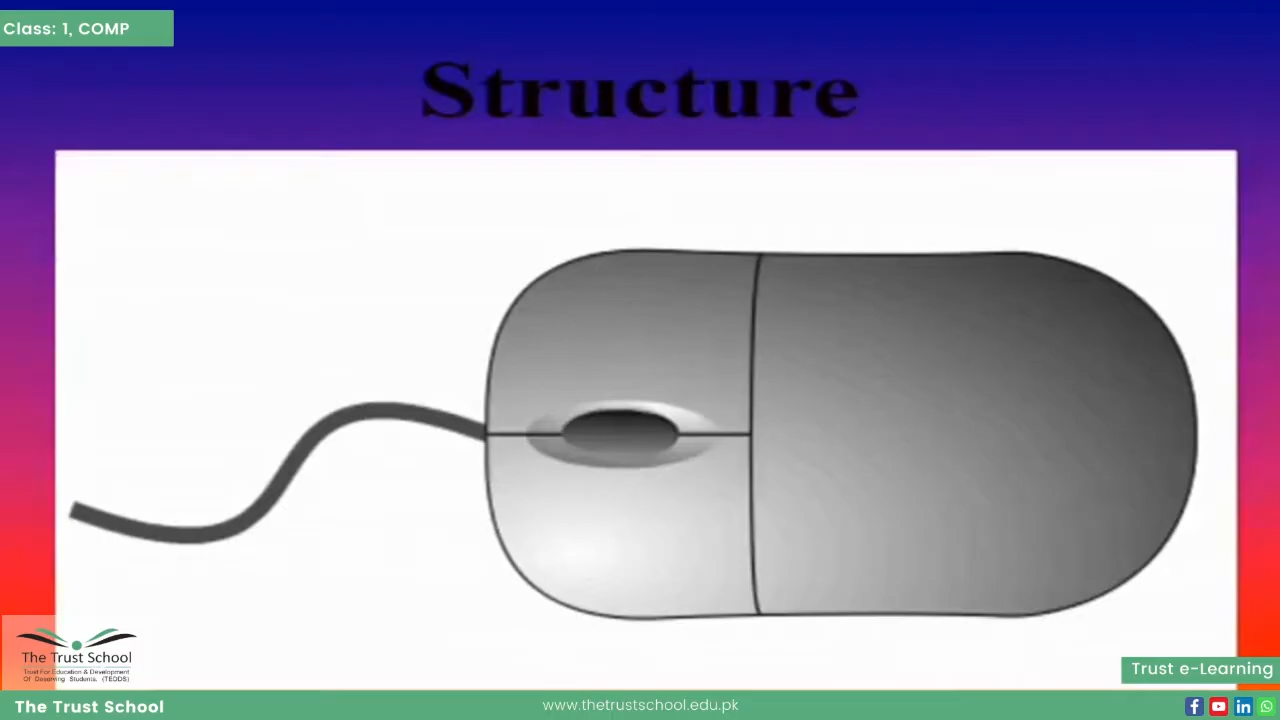 Class: 1, COMP
Structure
The Trust School
Trust For Education & Development
Of Deserving Students. (TEDDS)
Trust e-Learning
The Trust School
www.thetrustschool.edu.pk